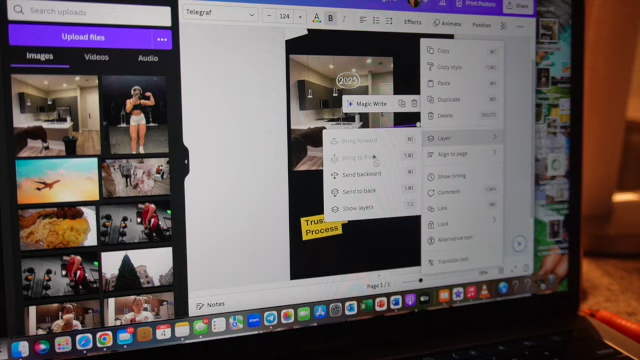 Search uploads
Upload files
Images
Videos
Audio
Telegraf
124
A
B
Effects
Animate
Position
Print Posters
Share
2025
Magic Write
Copy
Copy style
Paste
Duplicate
Delete
DELETE
Layer
Align to page
Show timing
Comment
Link
Lock
Alternative text
Translate text
Bring forward
Bring to
Send backward
Send to back
Show layers
Trust
Process
Notes
Page 1 / 1